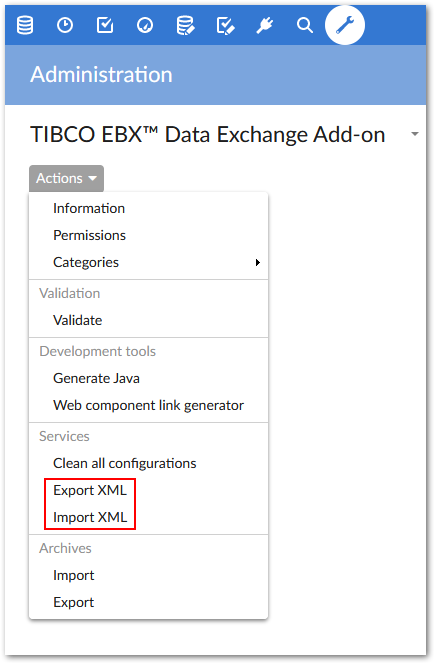 Administration
TIBCO EBX™ Data Exchange Add-on
Actions
Information
Permissions
Categories
Validation
Validate
Development tools
Generate Java
Web component link generator
Services
Clean all configurations
Export XML
Import XML
Archives
Import
Export